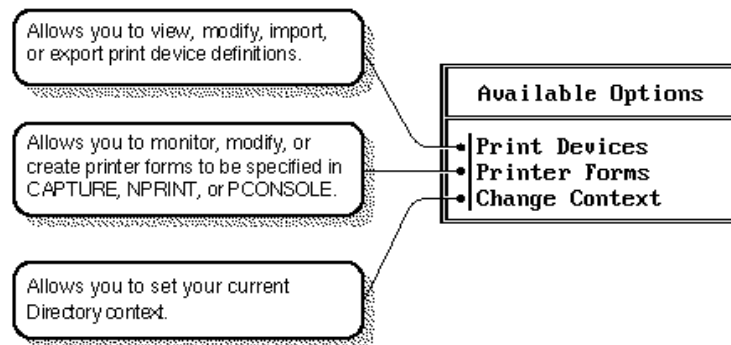 Allows you to view, modify, import,
or export print device definitions.
Allows you to monitor, modify, or
create printer forms to be specified in
CAPTURE, NPRINT, or PCONSOLE.
Allows you to set your current
Directory context.
Available Options
Print Devices
Printer Forms
Change Context